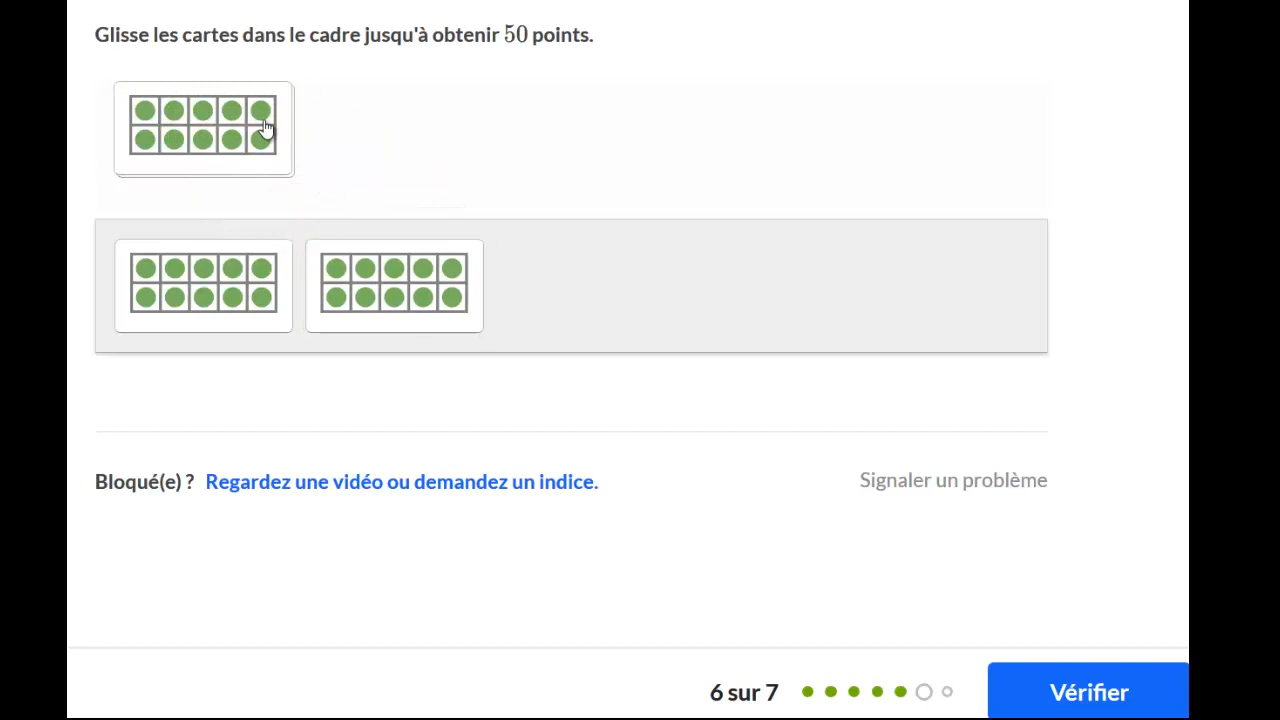 Glisse les cartes dans le cadre jusqu'à obtenir 50 points.
Bloqué(e) ? Regardez une vidéo ou demandez un indice.
Signaler un problème
6 sur 7
Vérifier